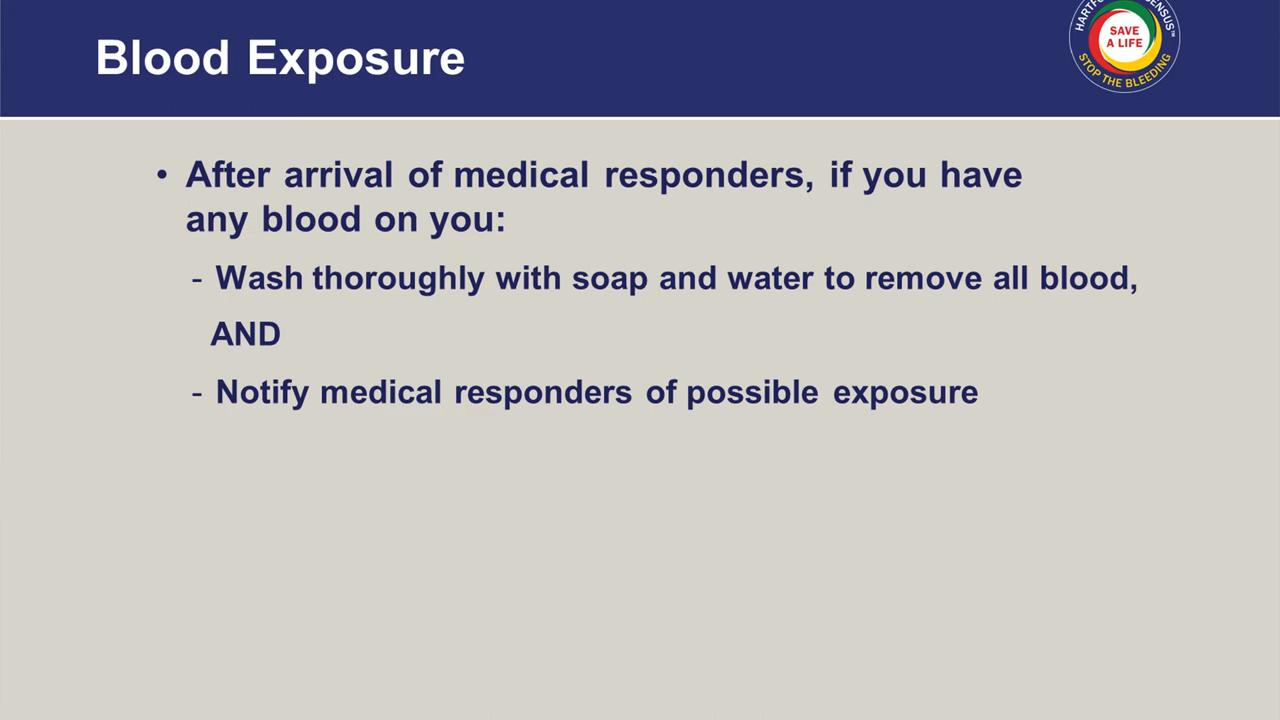 Blood Exposure
SAVE
A LIFE
STOP THE BLEEDING
• After arrival of medical responders, if you have
any blood on you:
- Wash thoroughly with soap and water to remove all blood,
AND
- Notify medical responders of possible exposure